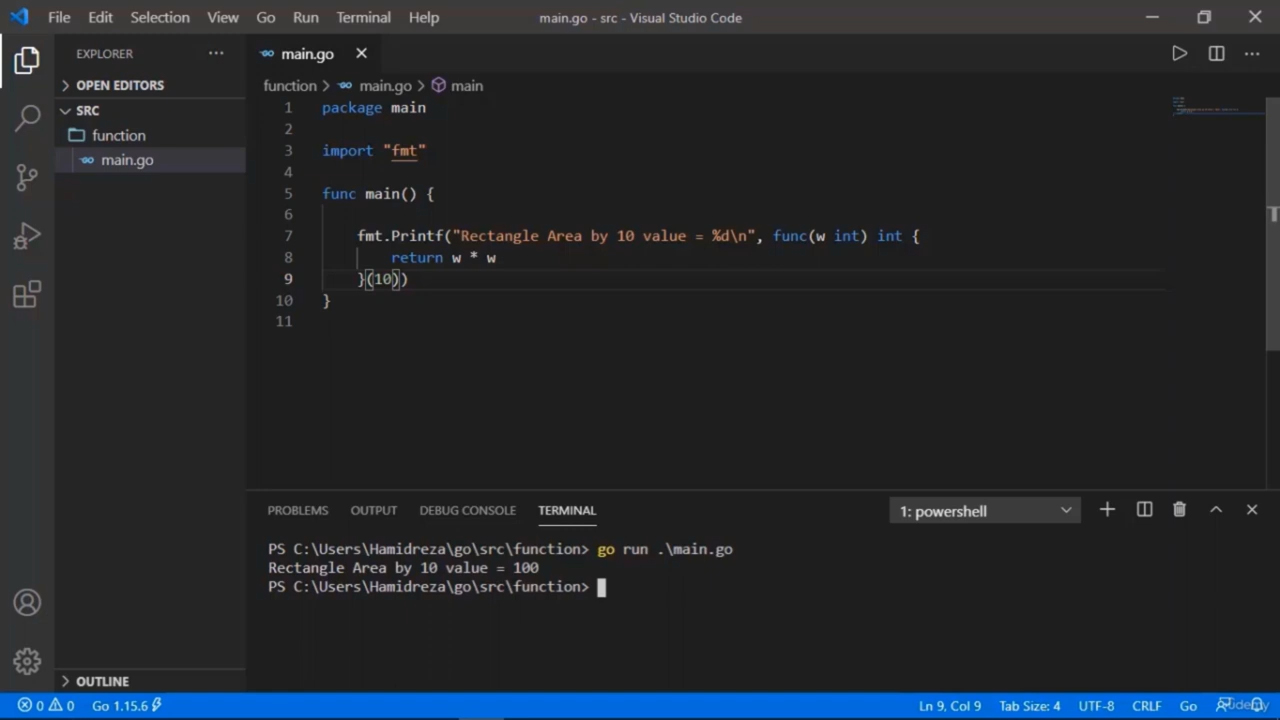 File Edit Selection View Go Run Terminal Help main.go - src - Visual Studio Code
EXPLORER ... main.go
OPEN EDITORS
SRC
function
main.go
function > main.go > main
1 package main
2
3 import "fmt"
4
5 func main() {
6
7 fmt.Printf("Rectangle Area by 10 value = %d\n", func(w int) int {
8 return w * w
9 }(10))
10 }
11
PROBLEMS OUTPUT DEBUG CONSOLE TERMINAL 1: powershell
PS C:\Users\Hamidreza\go\src\function> go run .\main.go
Rectangle Area by 10 value = 100
PS C:\Users\Hamidreza\go\src\function>
OUTLINE
0 0 Go 1.15.6 Ln 9, Col 9 Tab Size: 4 UTF-8 CRLF Go
Udemy